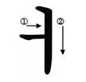 ① ㅓ ②